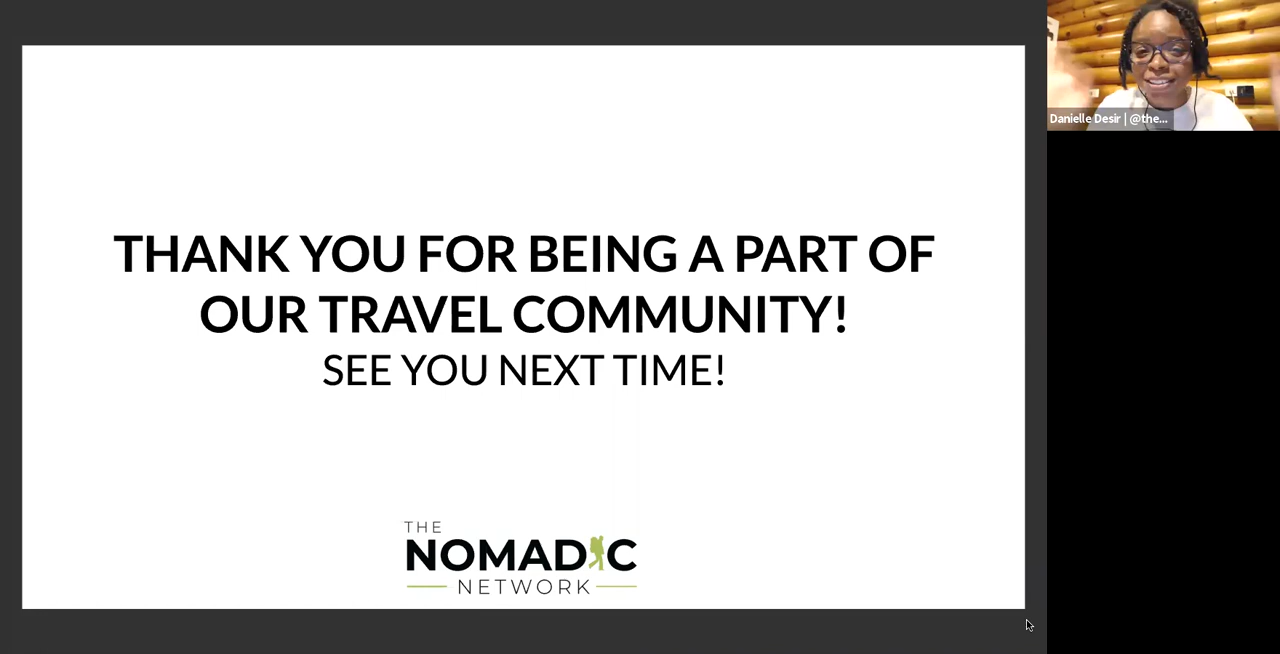 THANK YOU FOR BEING A PART OF
OUR TRAVEL COMMUNITY!
SEE YOU NEXT TIME!
THE
NOMADIC
NETWORK
Danielle Desir | @the...